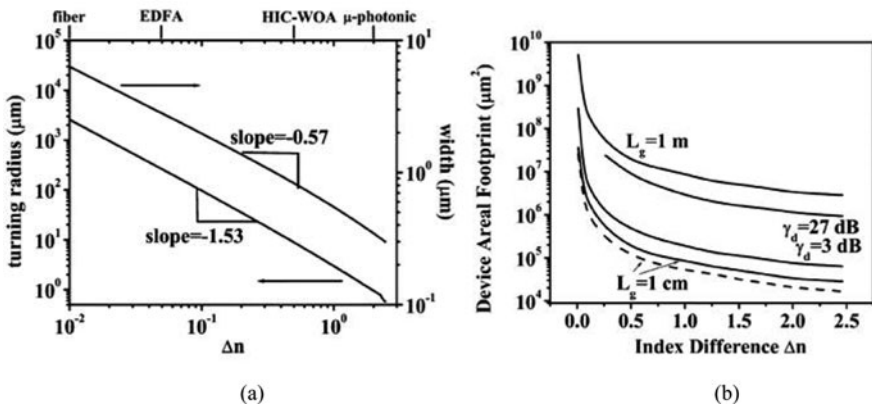 fiber EDFA HIC-WOA μ-photonic
10^5
10^4
10^3
10^2
10^1
10^0
turning radius (μm)
slope=-0.57
slope=-1.53
10^1
10^0
10^-1
width (μm)
10^-2 10^-1 10^0
Δn
(a)
Device Areal Footprint (μm^2)
10^10
10^9
10^8
10^7
10^6
10^5
10^4
L_g=1 m
γ_d=27 dB
γ_d=3 dB
L_g=1 cm
0.0 0.5 1.0 1.5 2.0 2.5
Index Difference Δn
(b)